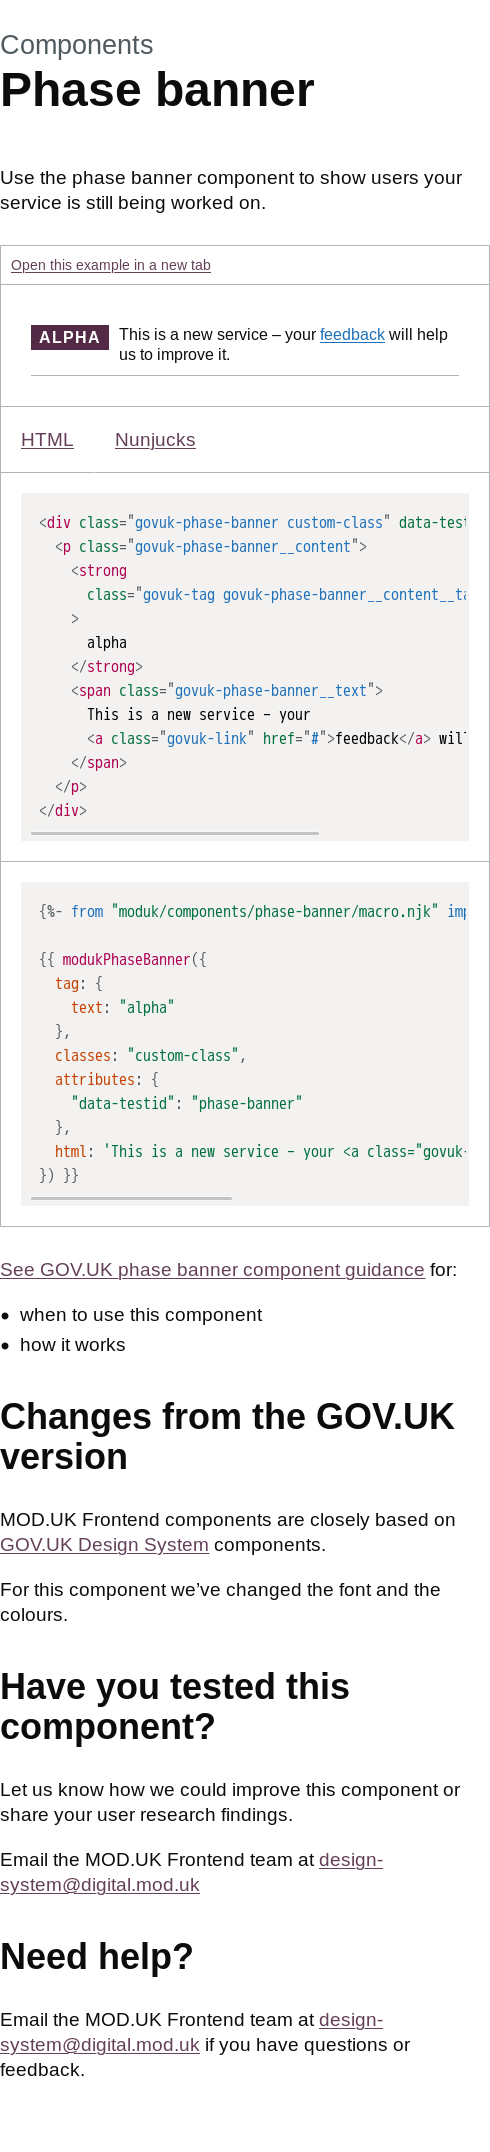 Components
Phase banner
Use the phase banner component to show users your
service is still being worked on.
Open this example in a new tab
ALPHA This is a new service – your feedback will help
us to improve it.
HTML Nunjucks
<div class="govuk-phase-banner custom-class" data-test
  <p class="govuk-phase-banner__content">
    <strong
      class="govuk-tag govuk-phase-banner__content__ta
    >
      alpha
    </strong>
    <span class="govuk-phase-banner__text">
      This is a new service – your
      <a class="govuk-link" href="#">feedback</a> will
    </span>
  </p>
</div>
{%- from "moduk/components/phase-banner/macro.njk" imp
{{ modukPhaseBanner({
  tag: {
    text: "alpha"
  },
  classes: "custom-class",
  attributes: {
    "data-testid": "phase-banner"
  },
  html: 'This is a new service – your <a class="govuk-
}) }}
See GOV.UK phase banner component guidance for:
● when to use this component
● how it works
Changes from the GOV.UK
version
MOD.UK Frontend components are closely based on
GOV.UK Design System components.
For this component we’ve changed the font and the
colours.
Have you tested this
component?
Let us know how we could improve this component or
share your user research findings.
Email the MOD.UK Frontend team at design-
system@digital.mod.uk
Need help?
Email the MOD.UK Frontend team at design-
system@digital.mod.uk if you have questions or
feedback.